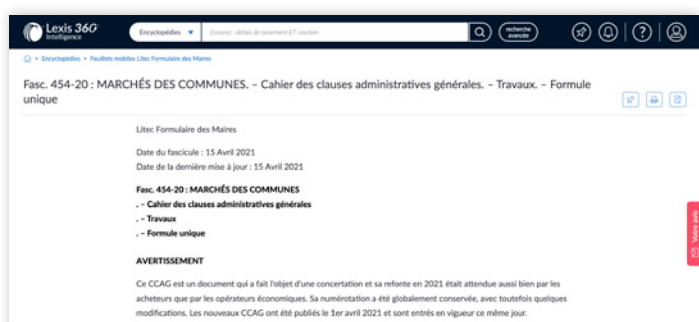 Lexis 360
Intelligence
Encyclopédies
Essayez : délais de paiement ET caution
recherche avancée
Encyclopédies • Feuillets mobiles Litec Formulaire des Maires
Fasc. 454-20 : MARCHÉS DES COMMUNES. – Cahier des clauses administratives générales. – Travaux. – Formule
unique
Litec Formulaire des Maires
Date du fascicule : 15 Avril 2021
Date de la dernière mise à jour : 15 Avril 2021
Fasc. 454-20 : MARCHÉS DES COMMUNES
. – Cahier des clauses administratives générales
. – Travaux
. – Formule unique
Votre avis
AVERTISSEMENT
Ce CCAG est un document qui a fait l'objet d'une concertation et sa refonte en 2021 était attendue aussi bien par les
acheteurs que par les opérateurs économiques. Sa numérotation a été globalement conservée, avec toutefois quelques
modifications. Les nouveaux CCAG ont été publiés le 1er avril 2021 et sont entrés en vigueur ce même jour.